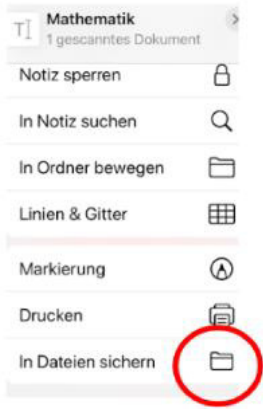 Mathematik
1 gescanntes Dokument
Notiz sperren
In Notiz suchen
In Ordner bewegen
Linien & Gitter
Markierung
Drucken
In Dateien sichern